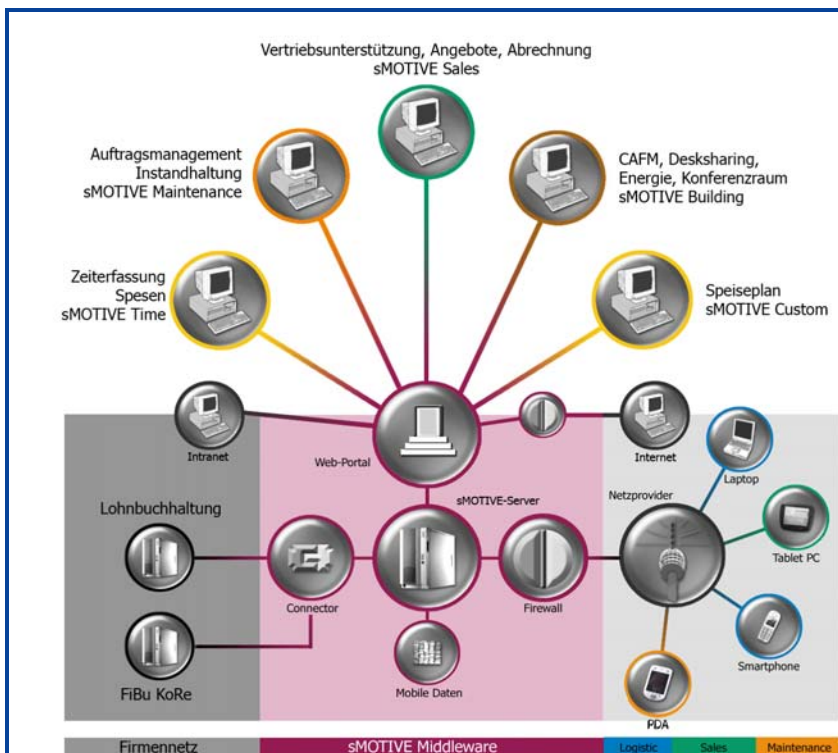 Vertriebsunterstützung, Angebote, Abrechnung
sMOTIVE Sales
Auftragsmanagement
Instandhaltung
sMOTIVE Maintenance
CAFM, Desksharing,
Energie, Konferenzraum
sMOTIVE Building
Zeiterfassung
Spesen
sMOTIVE Time
Speiseplan
sMOTIVE Custom
Intranet
Web-Portal
Internet
Laptop
Lohnbuchhaltung
sMOTIVE-Server
Netzprovider
Tablet PC
Connector
Firewall
Smartphone
FiBu KoRe
Mobile Daten
PDA
Firmennetz
sMOTIVE Middleware
Logistic
Sales
Maintenance